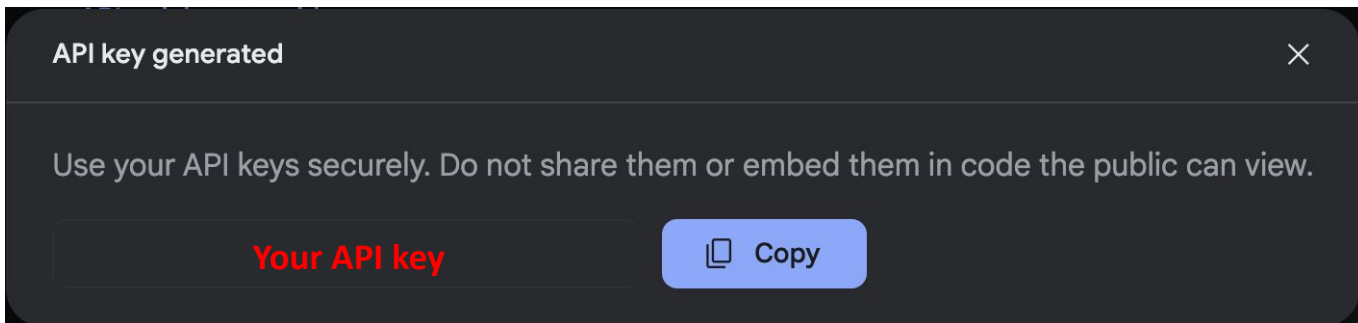 API key generated
Use your API keys securely. Do not share them or embed them in code the public can view.
Your API key
Copy